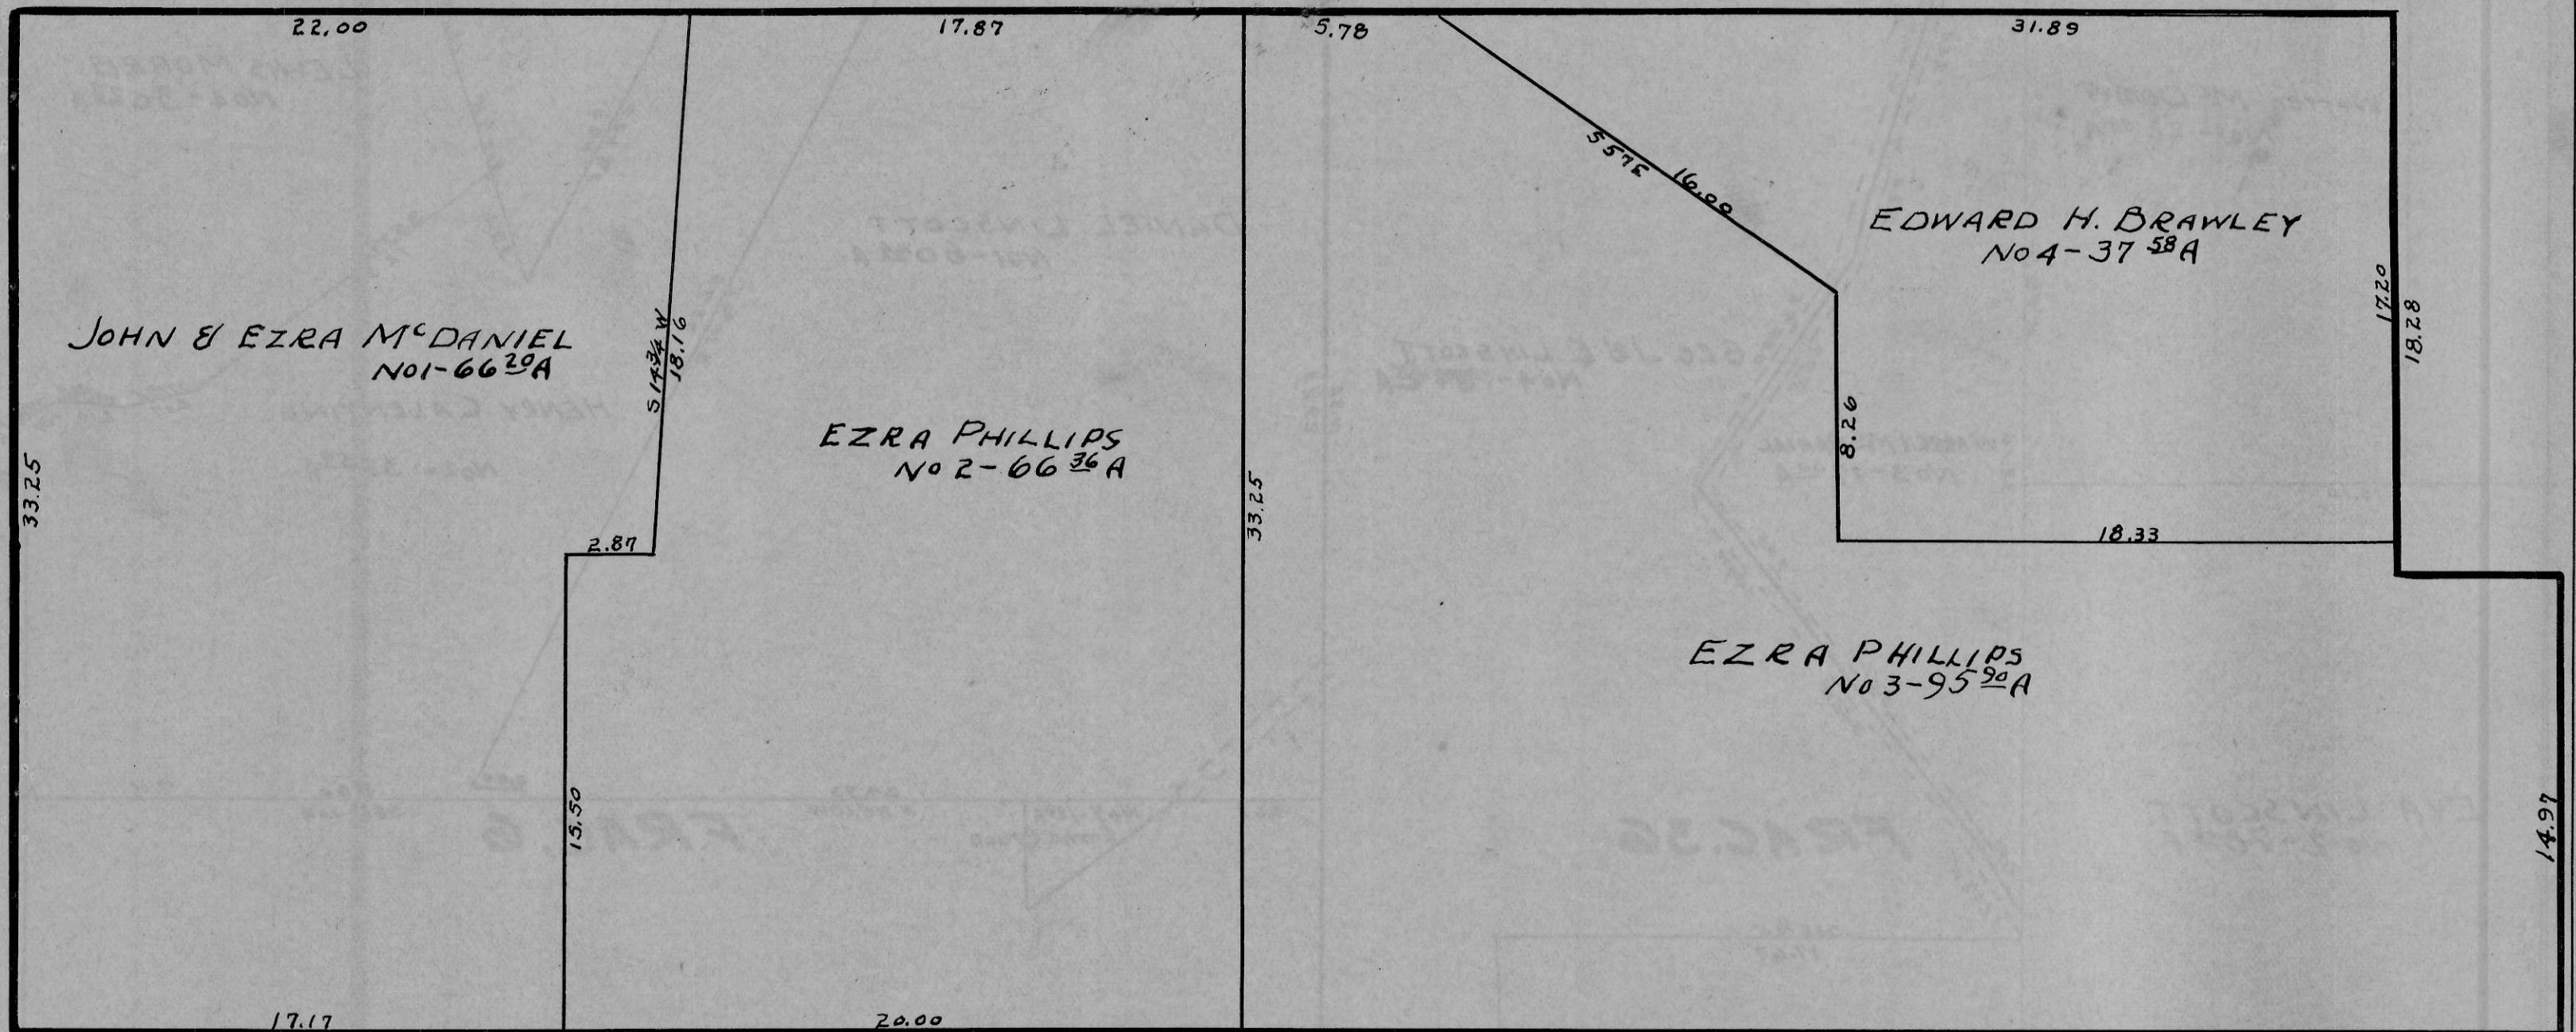 22.00
17.87
5.78
31.89
S 57 E 16.00
EDWARD H. BRAWLEY
No 4 - 37 58 A
17.20
18.28
JOHN & EZRA McDANIEL
No 1 - 66 20 A
S 1 4 3/4 W
18.16
8.26
EZRA PHILLIPS
No 2 - 66 36 A
33.25
33.25
2.87
18.33
EZRA PHILLIPS
No 3 - 95 90 A
15.50
14.97
17.17
20.00